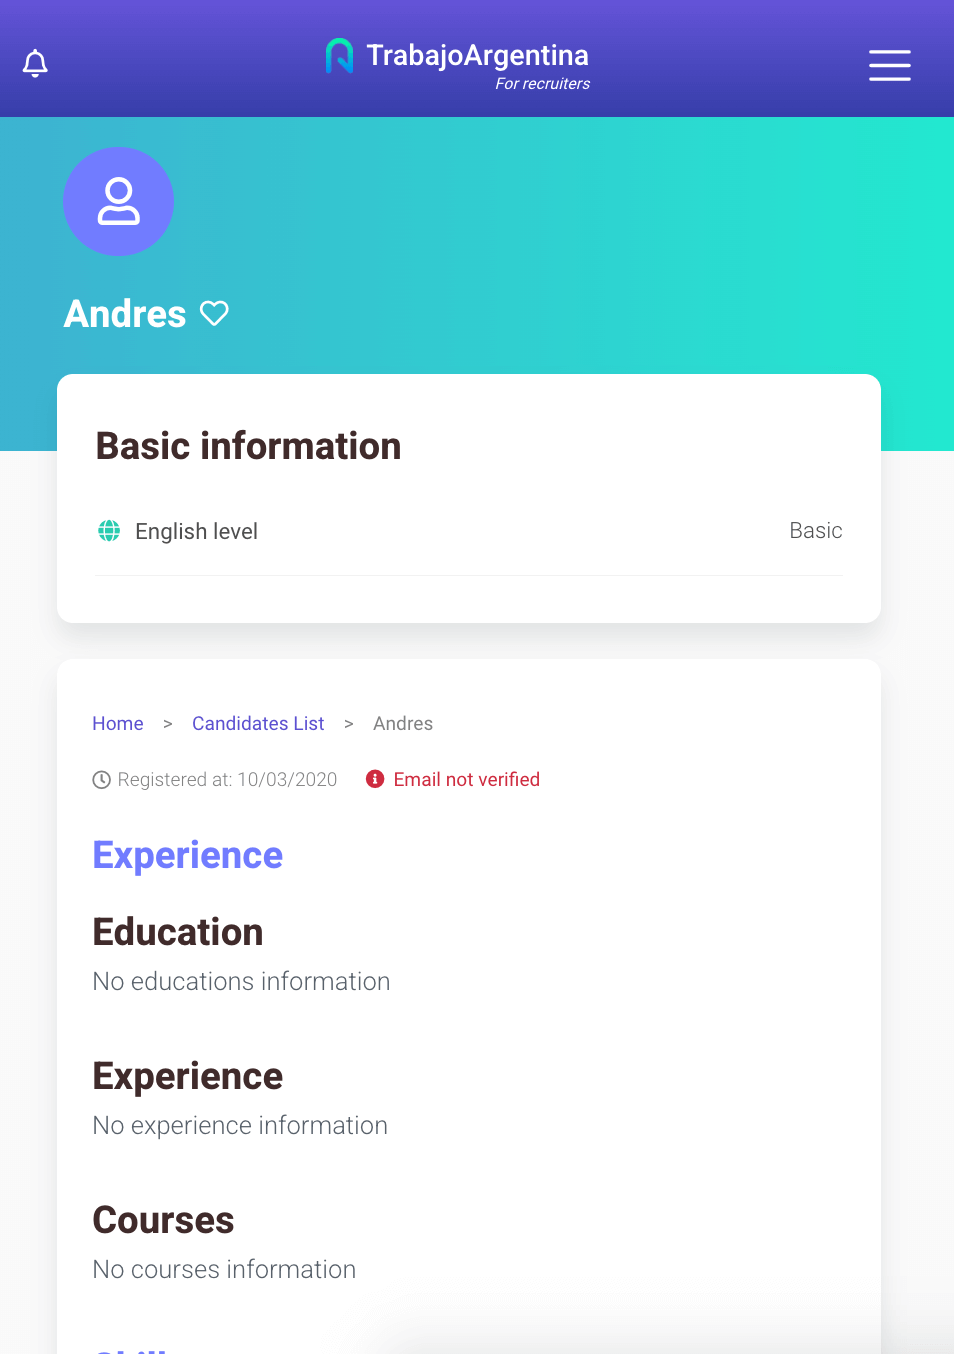 TrabajoArgentina
For recruiters
Andres
Basic information
English level Basic
Home > Candidates List > Andres
Registered at: 10/03/2020 Email not verified
Experience
Education
No educations information
Experience
No experience information
Courses
No courses information